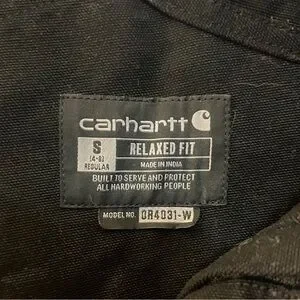 carhartt
S
(4-6)
REGULAR
RELAXED FIT
MADE IN INDIA
BUILT TO SERVE AND PROTECT
ALL HARDWORKING PEOPLE
MODEL NO. OR4031-W